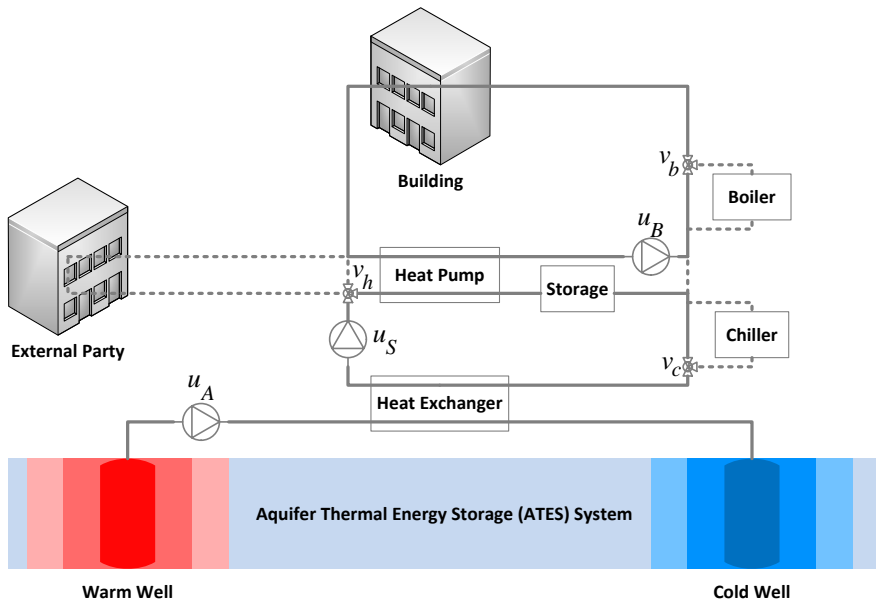 Building
v_b
Boiler
u_B
Heat Pump
v_h
Storage
External Party
u_S
Chiller
v_c
u_A
Heat Exchanger
Aquifer Thermal Energy Storage (ATES) System
Warm Well
Cold Well